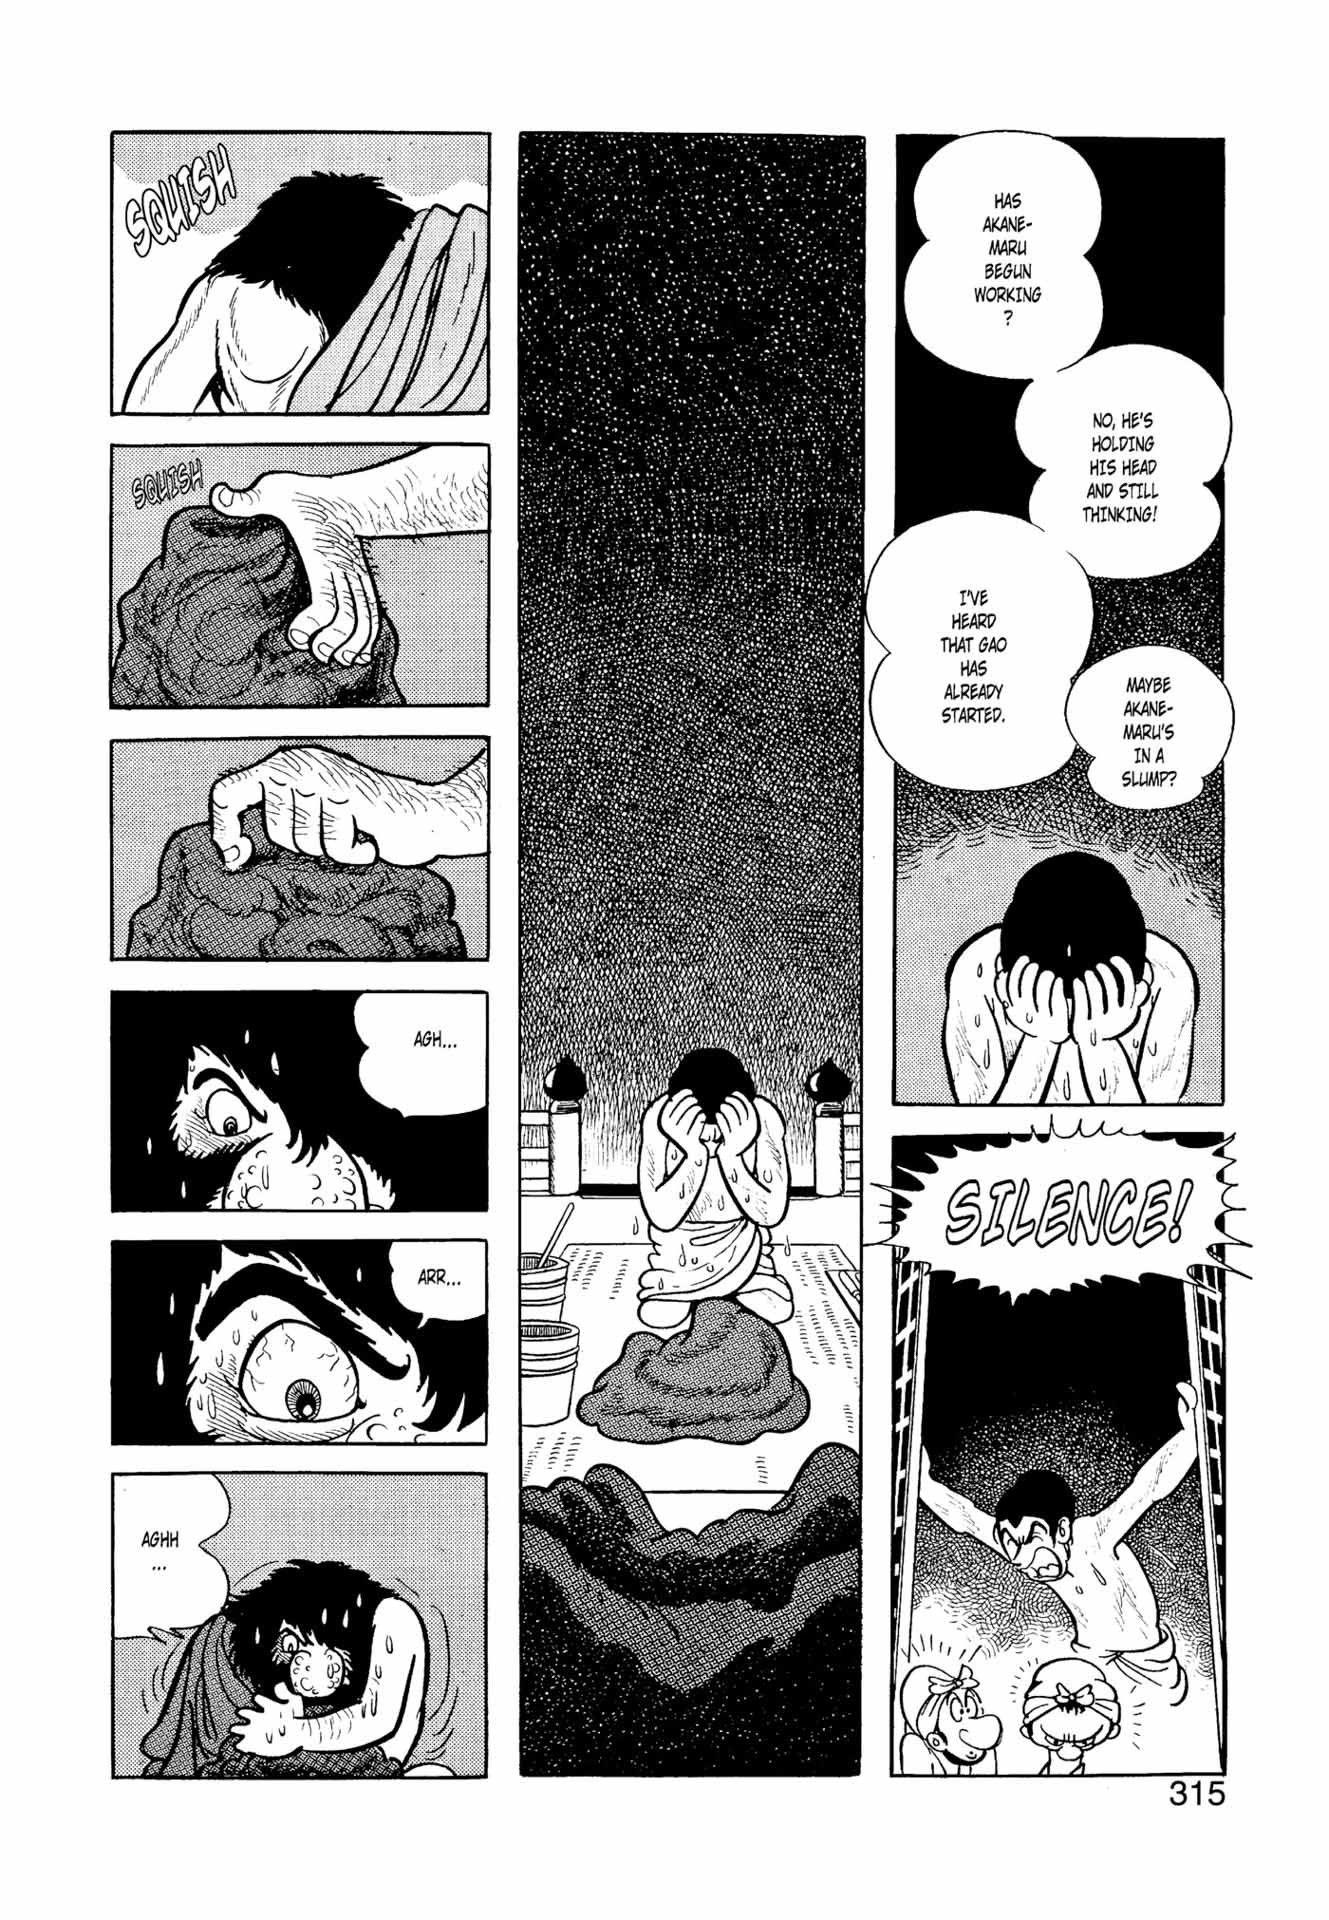 HAS
AKANE-
MARU
BEGUN
WORKING
?
NO, HE'S
HOLDING
HIS HEAD
AND STILL
THINKING!
I'VE
HEARD
THAT GAO
HAS
ALREADY
STARTED.
MAYBE
AKANE-
MARU'S
IN A
SLUMP?
SILENCE!
SQUISH
SQUISH
AGH...
ARR...
AGHH
...
315